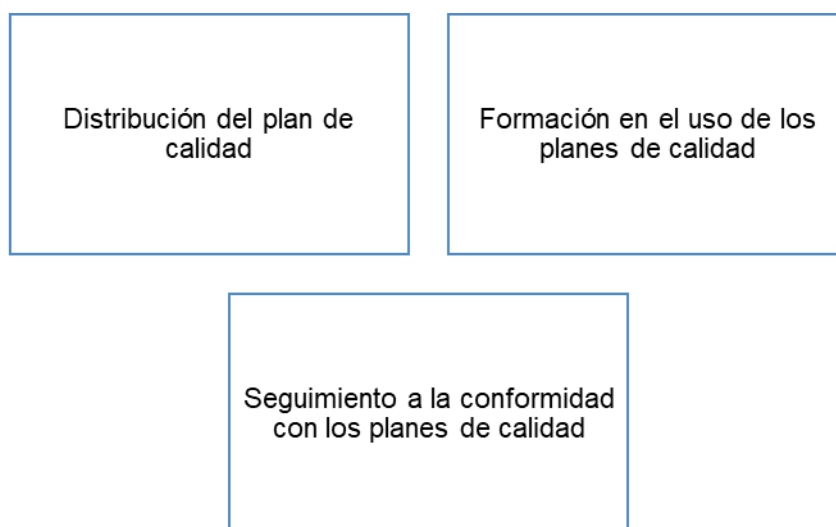 Distribución del plan de
calidad
Formación en el uso de los
planes de calidad
Seguimiento a la conformidad
con los planes de calidad